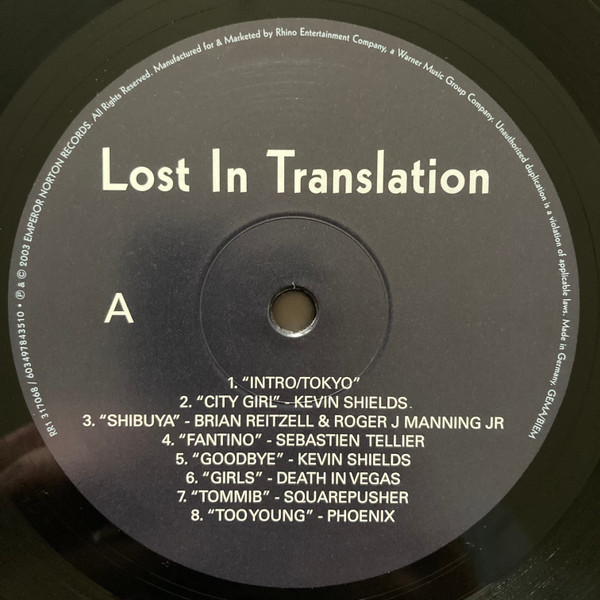 Lost In Translation
A
1. “INTRO/TOKYO”
2. “CITY GIRL” - KEVIN SHIELDS
3. “SHIBUYA” - BRIAN REITZELL & ROGER J MANNING JR
4. “FANTINO” - SEBASTIEN TELLIER
5. “GOODBYE” - KEVIN SHIELDS
6. “GIRLS” - DEATH IN VEGAS
7. “TOMMIB” - SQUAREPUSHER
8. “TOO YOUNG” - PHOENIX
RR1 317068 / 603497843510 • ℗ & © 2003 EMPEROR NORTON RECORDS. All Rights Reserved. Manufactured for & Marketed by Rhino Entertainment Company, a Warner Music Group Company. Unauthorized duplication is a violation of applicable laws. Made in Germany. GEMA/BIEM